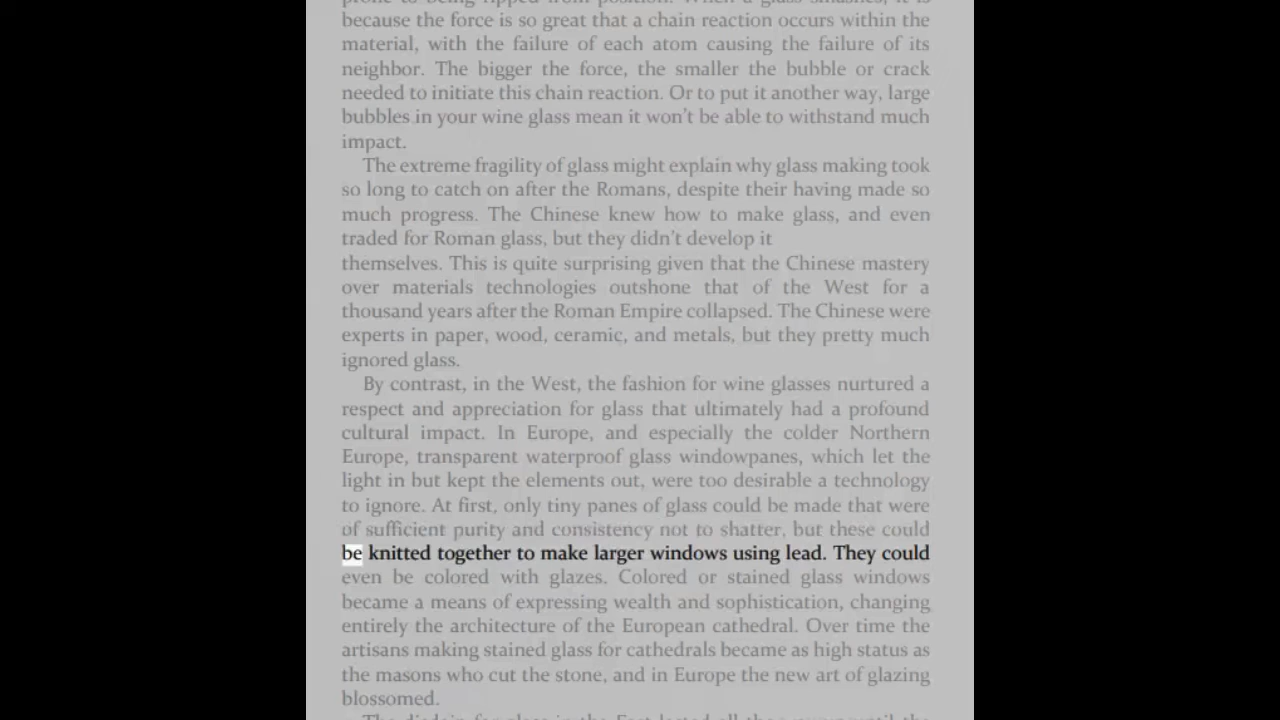 prone to being ripped from position. When a glass smashes, it is
because the force is so great that a chain reaction occurs within the
material, with the failure of each atom causing the failure of its
neighbor. The bigger the force, the smaller the bubble or crack
needed to initiate this chain reaction. Or to put it another way, large
bubbles in your wine glass mean it won't be able to withstand much
impact.
The extreme fragility of glass might explain why glass making took
so long to catch on after the Romans, despite their having made so
much progress. The Chinese knew how to make glass, and even
traded for Roman glass, but they didn't develop it
themselves. This is quite surprising given that the Chinese mastery
over materials technologies outshone that of the West for a
thousand years after the Roman Empire collapsed. The Chinese were
experts in paper, wood, ceramic, and metals, but they pretty much
ignored glass.
By contrast, in the West, the fashion for wine glasses nurtured a
respect and appreciation for glass that ultimately had a profound
cultural impact. In Europe, and especially the colder Northern
Europe, transparent waterproof glass windowpanes, which let the
light in but kept the elements out, were too desirable a technology
to ignore. At first, only tiny panes of glass could be made that were
of sufficient purity and consistency not to shatter, but these could
be knitted together to make larger windows using lead. They could
even be colored with glazes. Colored or stained glass windows
became a means of expressing wealth and sophistication, changing
entirely the architecture of the European cathedral. Over time the
artisans making stained glass for cathedrals became as high status as
the masons who cut the stone, and in Europe the new art of glazing
blossomed.
The disdain for glass in the East lasted